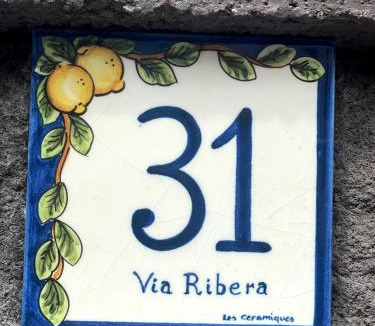 31
Via Ribera
Les Ceramiques